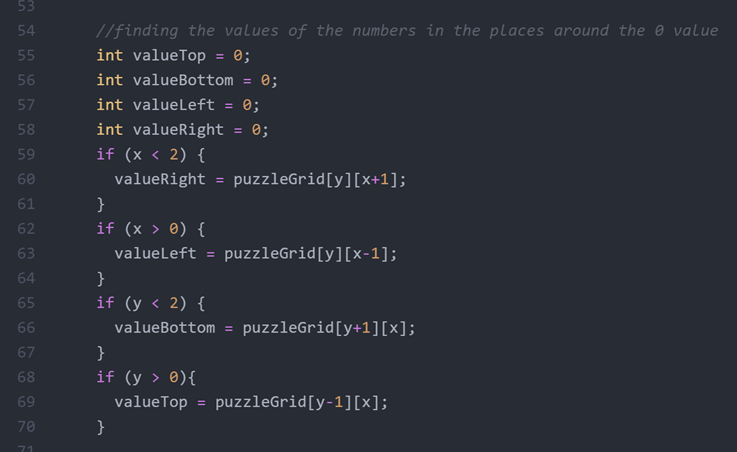 53
54 //finding the values of the numbers in the places around the 0 value
55 int valueTop = 0;
56 int valueBottom = 0;
57 int valueLeft = 0;
58 int valueRight = 0;
59 if (x < 2) {
60 valueRight = puzzleGrid[y][x+1];
61 }
62 if (x > 0) {
63 valueLeft = puzzleGrid[y][x-1];
64 }
65 if (y < 2) {
66 valueBottom = puzzleGrid[y+1][x];
67 }
68 if (y > 0){
69 valueTop = puzzleGrid[y-1][x];
70 }
71